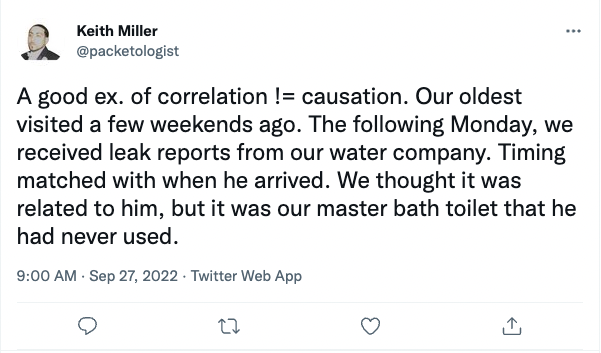 Keith Miller
@packetologist
A good ex. of correlation != causation. Our oldest
visited a few weekends ago. The following Monday, we
received leak reports from our water company. Timing
matched with when he arrived. We thought it was
related to him, but it was our master bath toilet that he
had never used.
9:00 AM · Sep 27, 2022 · Twitter Web App